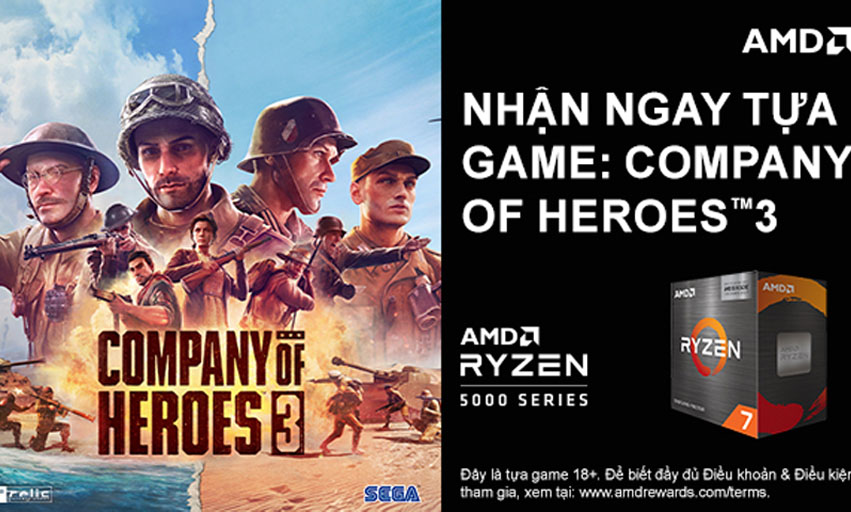 COMPANY OF
HEROES 3
relic
SEGA
AMD
NHẬN NGAY TỰA
GAME: COMPANY
OF HEROES™3
AMD
RYZEN
5000 SERIES
AMD
RYZEN
7
Đây là tựa game 18+. Để biết đầy đủ Điều khoản & Điều kiện
tham gia, xem tại: www.amdrewards.com/terms.